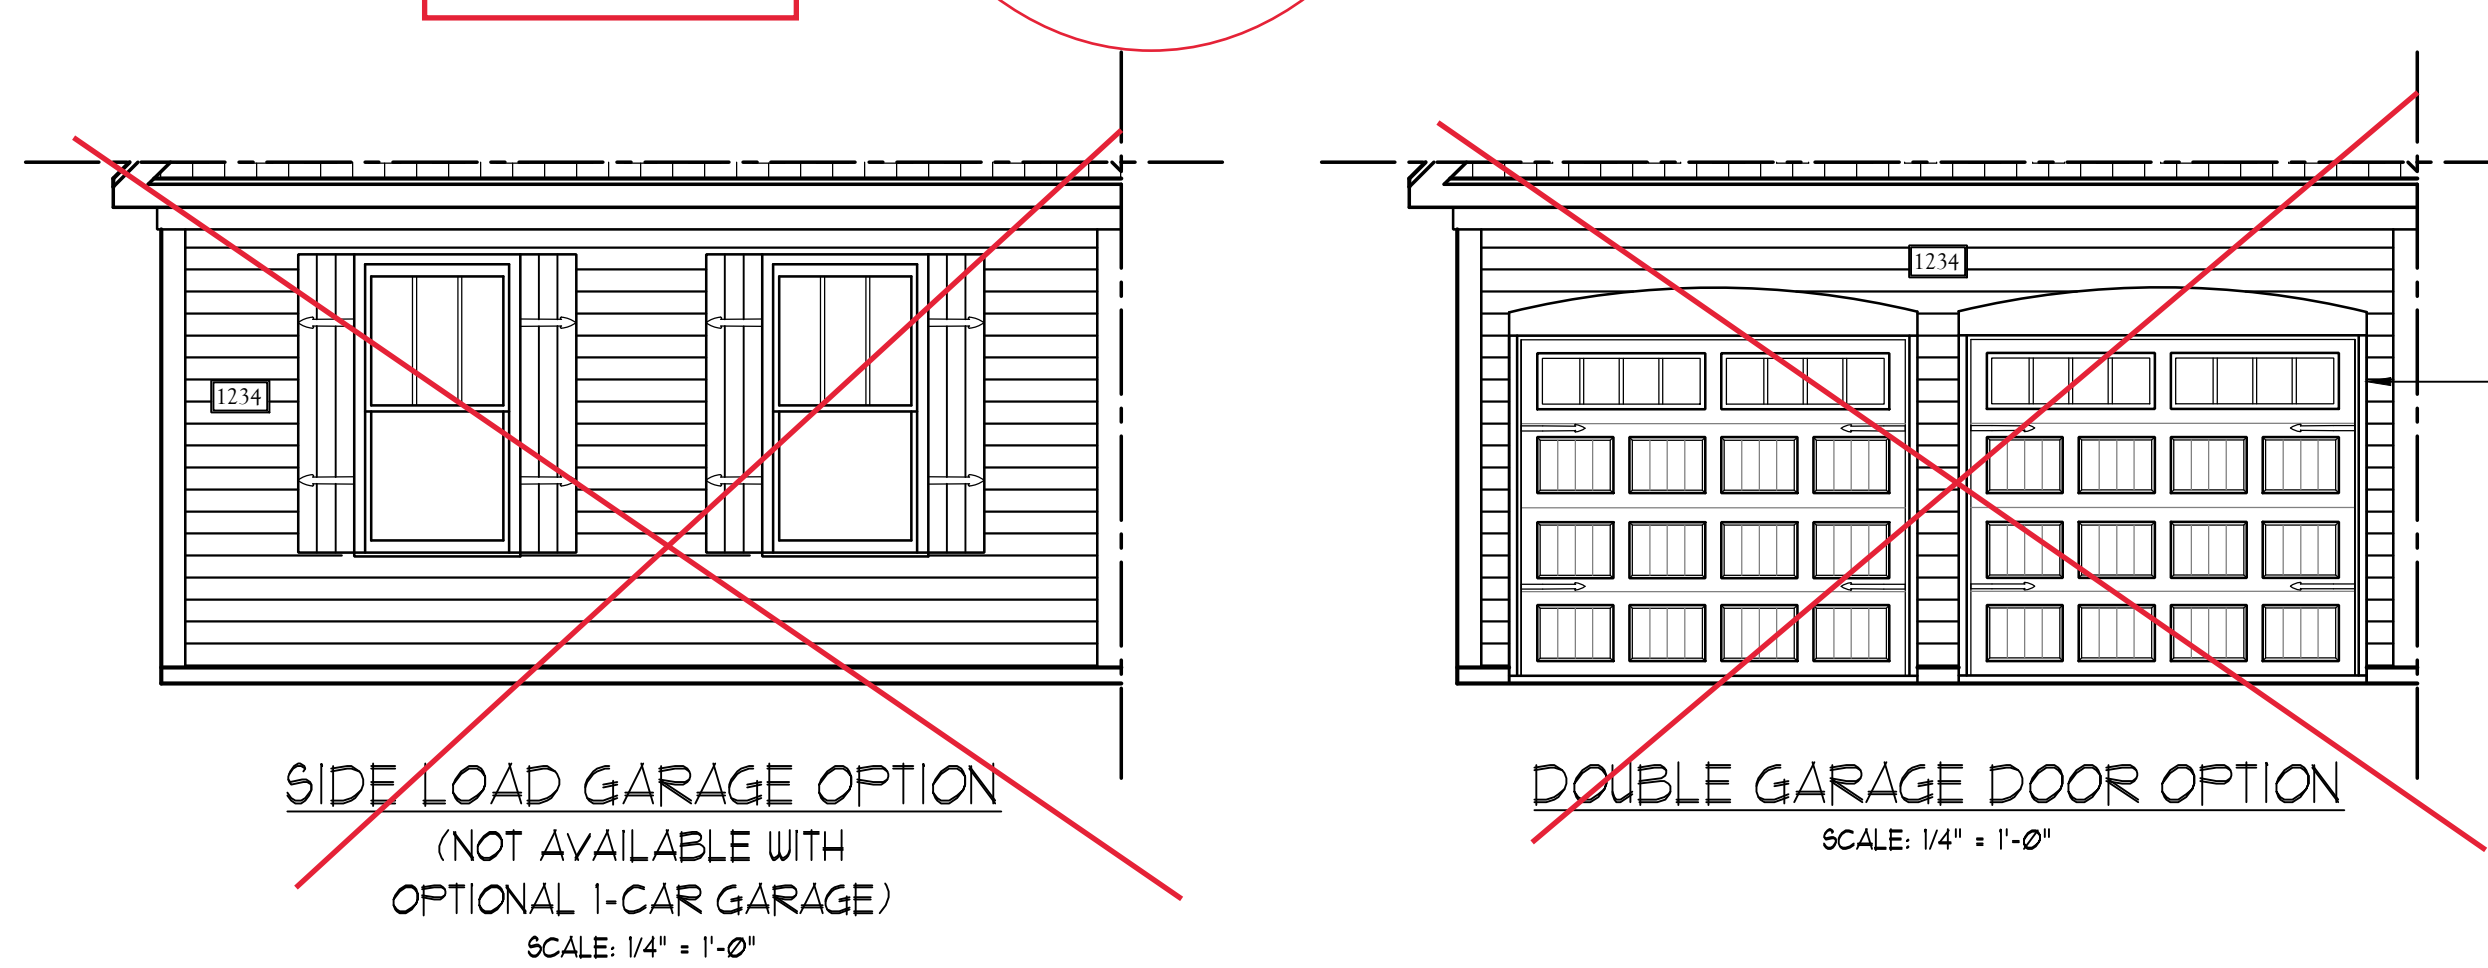 1234
1234
SIDE LOAD GARAGE OPTION
(NOT AVAILABLE WITH
OPTIONAL 1-CAR GARAGE)
SCALE: 1/4" = 1'-0"
DOUBLE GARAGE DOOR OPTION
SCALE: 1/4" = 1'-0"